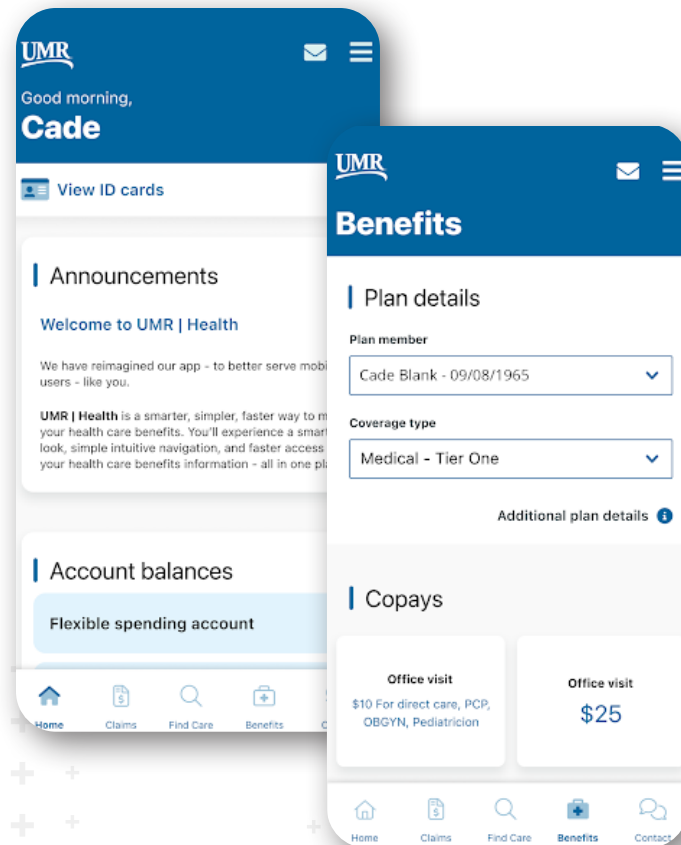 UMR
Good morning,
Cade
View ID cards
Announcements
Welcome to UMR | Health
We have reimagined our app - to better serve mobi
users - like you.
UMR | Health is a smarter, simpler, faster way to m
your health care benefits. You'll experience a smart
look, simple intuitive navigation, and faster access
your health care benefits information - all in one pl
Account balances
Flexible spending account
Home
Claims
Find Care
Benefits
UMR
Benefits
Plan details
Plan member
Cade Blank - 09/08/1965
Coverage type
Medical - Tier One
Additional plan details
Copays
Office visit
$10 For direct care, PCP,
OBGYN, Pediatricion
Office visit
$25
Home
Claims
Find Care
Benefits
Contact